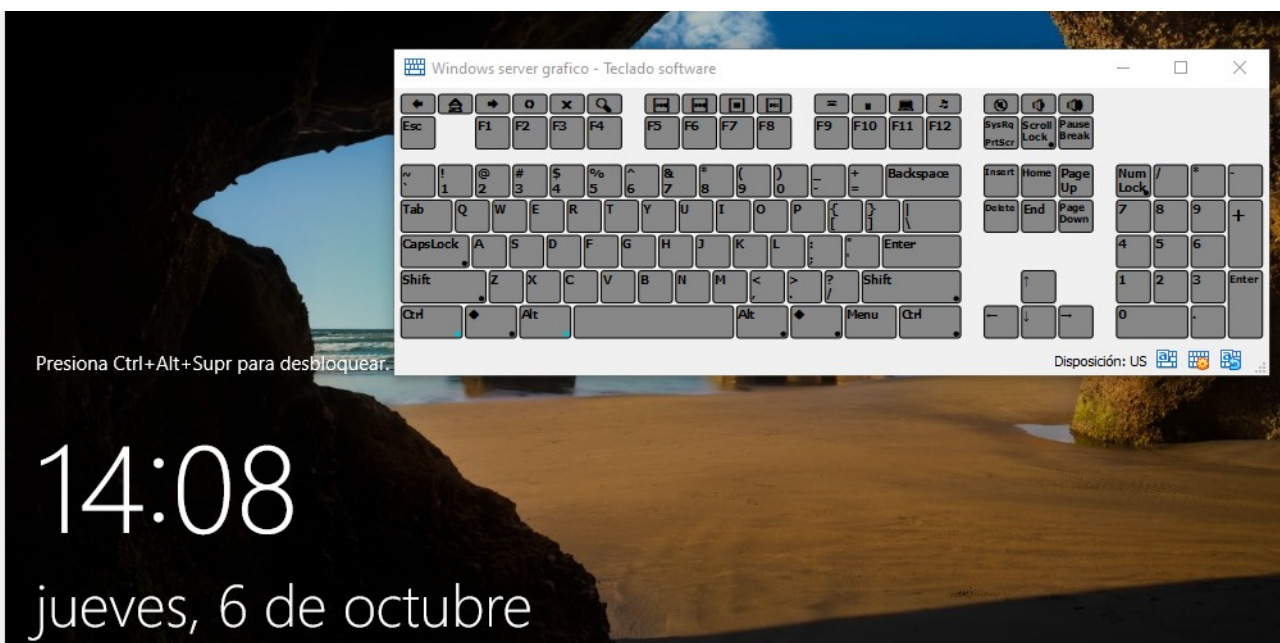 Windows server grafico - Teclado software
Esc F1 F2 F3 F4 F5 F6 F7 F8 F9 F10 F11 F12 SysRq PrtScr Scroll Lock Pause Break
~ ` ! 1 @ 2 # 3 $ 4 % 5 ^ 6 & 7 * 8 ( 9 ) 0 _ - + = Backspace Insert Home Page Up Num Lock / * -
Tab Q W E R T Y U I O P { [ } ] | \ Delete End Page Down 7 8 9 +
CapsLock A S D F G H J K L : ; " ' Enter 4 5 6
Shift Z X C V B N M < , > . ? / Shift ↑ 1 2 3 Enter
Ctrl ◆ Alt Alt ◆ Menu Ctrl ← ↓ → 0 .
Disposición: US
Presiona Ctrl+Alt+Supr para desbloquear.
14:08
jueves, 6 de octubre